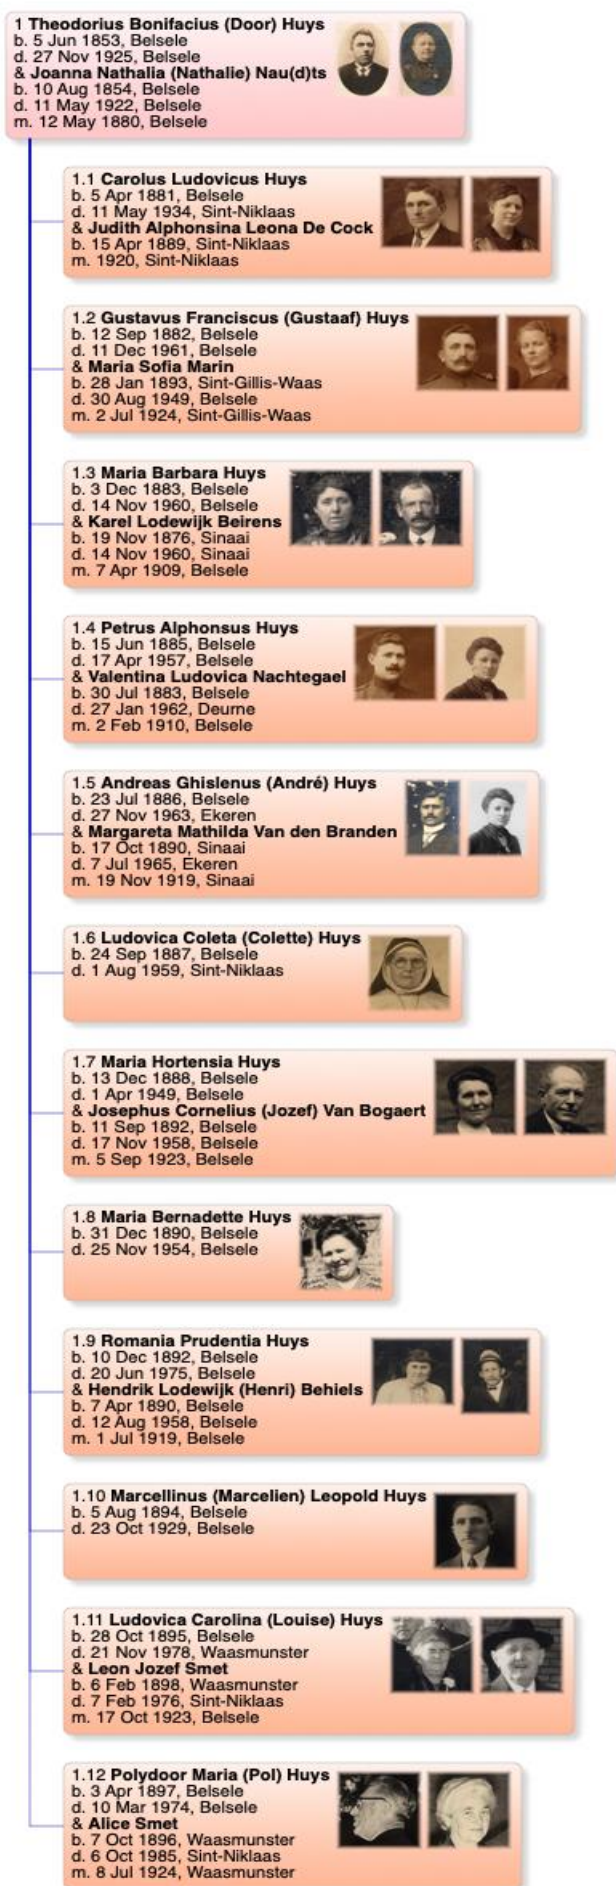 1 Theodorius Bonifacius (Door) Huys
b. 5 Jun 1853, Belsele
d. 27 Nov 1925, Belsele
& Joanna Nathalia (Nathalie) Nau(d)ts
b. 10 Aug 1854, Belsele
d. 11 May 1922, Belsele
m. 12 May 1880, Belsele
1.1 Carolus Ludovicus Huys
b. 5 Apr 1881, Belsele
d. 11 May 1934, Sint-Niklaas
& Judith Alphonsina Leona De Cock
b. 15 Apr 1889, Sint-Niklaas
m. 1920, Sint-Niklaas
1.2 Gustavus Franciscus (Gustaaf) Huys
b. 12 Sep 1882, Belsele
d. 11 Dec 1961, Belsele
& Maria Sofia Marin
b. 28 Jan 1893, Sint-Gillis-Waas
d. 30 Aug 1949, Belsele
m. 2 Jul 1924, Sint-Gillis-Waas
1.3 Maria Barbara Huys
b. 3 Dec 1883, Belsele
d. 14 Nov 1960, Belsele
& Karel Lodewijk Beirens
b. 19 Nov 1876, Sinaai
d. 14 Nov 1960, Sinaai
m. 7 Apr 1909, Belsele
1.4 Petrus Alphonsus Huys
b. 15 Jun 1885, Belsele
d. 17 Apr 1957, Belsele
& Valentina Ludovica Nachtegael
b. 30 Jul 1883, Belsele
d. 27 Jan 1962, Deurne
m. 2 Feb 1910, Belsele
1.5 Andreas Ghislenus (André) Huys
b. 23 Jul 1886, Belsele
d. 27 Nov 1963, Ekeren
& Margareta Mathilda Van den Branden
b. 17 Oct 1890, Sinaai
d. 7 Jul 1965, Ekeren
m. 19 Nov 1919, Sinaai
1.6 Ludovica Coleta (Colette) Huys
b. 24 Sep 1887, Belsele
d. 1 Aug 1959, Sint-Niklaas
1.7 Maria Hortensia Huys
b. 13 Dec 1888, Belsele
d. 1 Apr 1949, Belsele
& Josephus Cornelius (Jozef) Van Bogaert
b. 11 Sep 1892, Belsele
d. 17 Nov 1958, Belsele
m. 5 Sep 1923, Belsele
1.8 Maria Bernadette Huys
b. 31 Dec 1890, Belsele
d. 25 Nov 1954, Belsele
1.9 Romania Prudentia Huys
b. 10 Dec 1892, Belsele
d. 20 Jun 1975, Belsele
& Hendrik Lodewijk (Henri) Behiels
b. 7 Apr 1890, Belsele
d. 12 Aug 1958, Belsele
m. 1 Jul 1919, Belsele
1.10 Marcellinus (Marcelien) Leopold Huys
b. 5 Aug 1894, Belsele
d. 23 Oct 1929, Belsele
1.11 Ludovica Carolina (Louise) Huys
b. 28 Oct 1895, Belsele
d. 21 Nov 1978, Waasmunster
& Leon Jozef Smet
b. 6 Feb 1898, Waasmunster
d. 7 Feb 1976, Sint-Niklaas
m. 17 Oct 1923, Belsele
1.12 Polydoor Maria (Pol) Huys
b. 3 Apr 1897, Belsele
d. 10 Mar 1974, Belsele
& Alice Smet
b. 7 Oct 1896, Waasmunster
d. 6 Oct 1985, Sint-Niklaas
m. 8 Jul 1924, Waasmunster